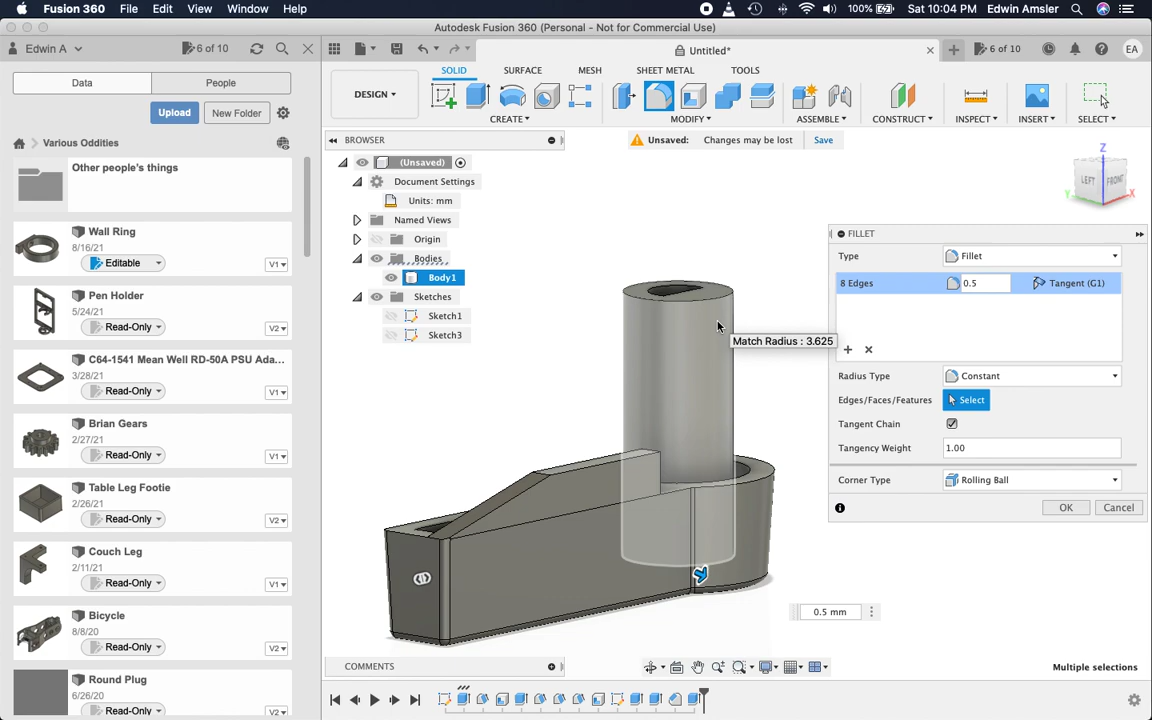 Fusion 360 File Edit View Window Help 100% Sat 10:04 PM Edwin Amsler
Autodesk Fusion 360 (Personal - Not for Commercial Use)
Edwin A 6 of 10 Untitled* 6 of 10 EA
Data People
Upload New Folder
Various Oddities
Other people's things
Wall Ring
8/16/21
Editable V1
Pen Holder
5/24/21
Read-Only V2
C64-1541 Mean Well RD-50A PSU Ada...
3/28/21
Read-Only V1
Brian Gears
2/27/21
Read-Only V1
Table Leg Footie
2/26/21
Read-Only V2
Couch Leg
2/11/21
Read-Only V1
Bicycle
8/8/20
Read-Only V2
Round Plug
6/26/20
Read-Only V2
SOLID SURFACE MESH SHEET METAL TOOLS
DESIGN
CREATE MODIFY ASSEMBLE CONSTRUCT INSPECT INSERT SELECT
BROWSER
Unsaved: Changes may be lost Save
(Unsaved)
Document Settings
Units: mm
Named Views
Origin
Bodies
Body1
Sketches
Sketch1
Sketch3
Z
LEFT FRONT
Y X
Match Radius : 3.625
FILLET
Type Fillet
8 Edges 0.5 Tangent (G1)
Radius Type Constant
Edges/Faces/Features Select
Tangent Chain
Tangency Weight 1.00
Corner Type Rolling Ball
OK Cancel
0.5 mm
COMMENTS
Multiple selections